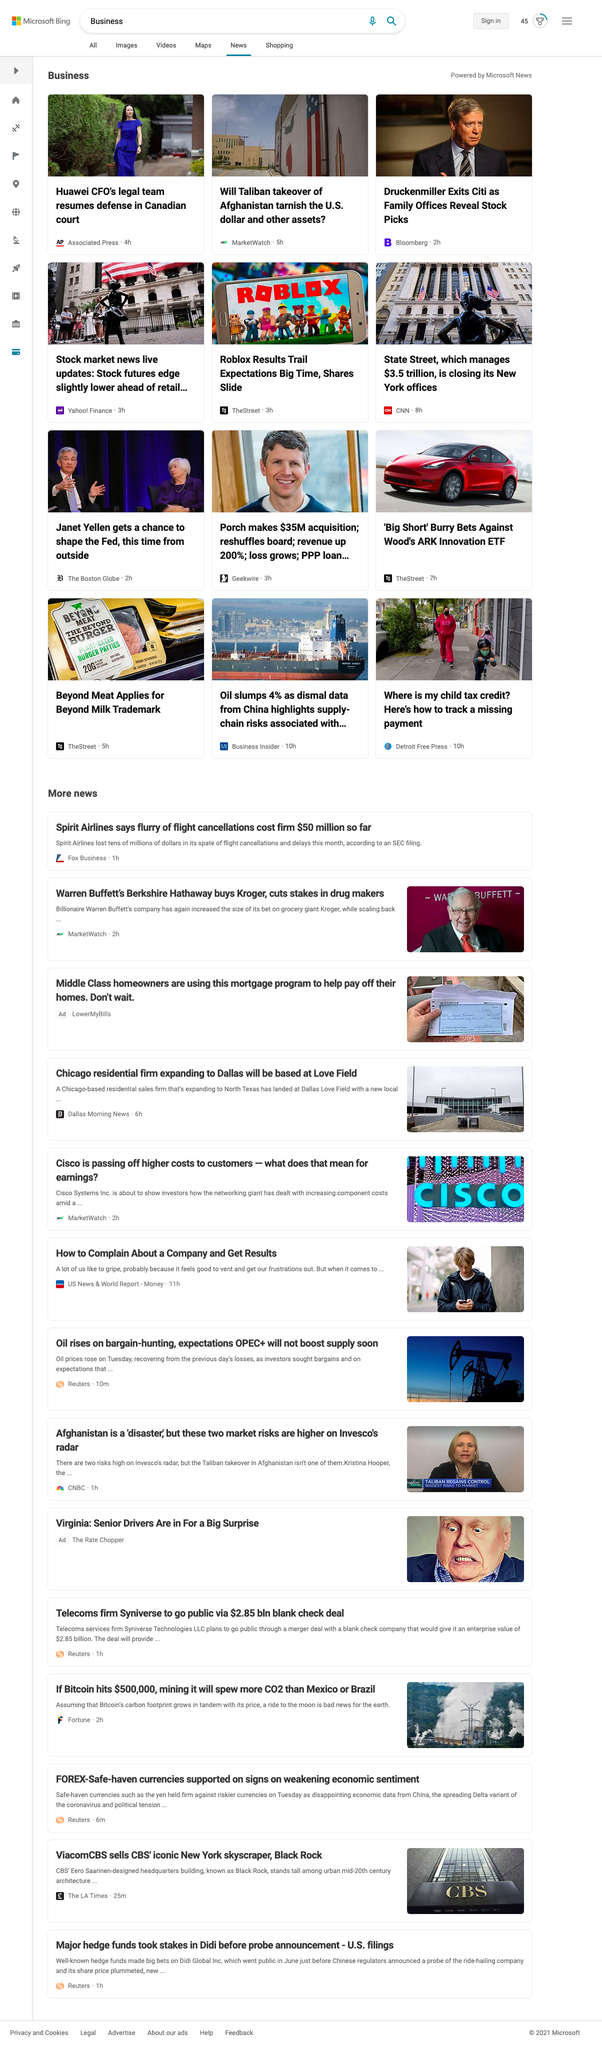 Microsoft Bing
Business
Sign in
45
All Images Videos Maps News Shopping
Business
Powered by Microsoft News
Huawei CFO's legal team
resumes defense in Canadian
court
AP Associated Press · 4h
Will Taliban takeover of
Afghanistan tarnish the U.S.
dollar and other assets?
MarketWatch · 5h
Druckenmiller Exits Citi as
Family Offices Reveal Stock
Picks
B Bloomberg · 2h
Stock market news live
updates: Stock futures edge
slightly lower ahead of retail...
Yahoo! Finance · 3h
ROBLOX
Roblox Results Trail
Expectations Big Time, Shares
Slide
TheStreet · 3h
State Street, which manages
$3.5 trillion, is closing its New
York offices
CNN · 8h
Janet Yellen gets a chance to
shape the Fed, this time from
outside
The Boston Globe · 2h
Porch makes $35M acquisition;
reshuffles board; revenue up
200%; loss grows; PPP loan...
Geekwire · 3h
'Big Short' Burry Bets Against
Wood's ARK Innovation ETF
TheStreet · 7h
BEYOND
MEAT
THE BEYOND
BURGER
PLANT-BASED
BURGER PATTIES
20G
Beyond Meat Applies for
Beyond Milk Trademark
TheStreet · 5h
Oil slumps 4% as dismal data
from China highlights supply-
chain risks associated with...
Business Insider · 10h
Where is my child tax credit?
Here's how to track a missing
payment
Detroit Free Press · 10h
More news
Spirit Airlines says flurry of flight cancellations cost firm $50 million so far
Spirit Airlines lost tens of millions of dollars in its spate of flight cancellations and delays this month, according to an SEC filing.
Fox Business · 1h
Warren Buffett's Berkshire Hathaway buys Kroger, cuts stakes in drug makers
Billionaire Warren Buffett's company has again increased the size of its bet on grocery giant Kroger, while scaling back
...
MarketWatch · 2h
~ WA BUFFETT ~
Middle Class homeowners are using this mortgage program to help pay off their
homes. Don't wait.
Ad LowerMyBills
Chicago residential firm expanding to Dallas will be based at Love Field
A Chicago-based residential sales firm that's expanding to North Texas has landed at Dallas Love Field with a new local
...
D Dallas Morning News · 6h
Cisco is passing off higher costs to customers — what does that mean for
earnings?
Cisco Systems Inc. is about to show investors how the networking giant has dealt with increasing component costs
amid a ...
MarketWatch · 2h
CISCO
How to Complain About a Company and Get Results
A lot of us like to gripe, probably because it feels good to vent and get our frustrations out. But when it comes to ...
US News & World Report - Money · 11h
Oil rises on bargain-hunting, expectations OPEC+ will not boost supply soon
Oil prices rose on Tuesday, recovering from the previous day's losses, as investors sought bargains and on
expectations that ...
Reuters · 10m
Afghanistan is a 'disaster,' but these two market risks are higher on Invesco's
radar
There are two risks high on Invesco's radar, but the Taliban takeover in Afghanistan isn't one of them.Kristina Hooper,
the ...
CNBC · 1h
TALIBAN REGAINS CONTROL
BIGGEST RISKS TO MARKET
Virginia: Senior Drivers Are in For a Big Surprise
Ad The Rate Chopper
Telecoms firm Syniverse to go public via $2.85 bln blank check deal
Telecoms services firm Syniverse Technologies LLC plans to go public through a merger deal with a blank check company that would give it an enterprise value of
$2.85 billion. The deal will provide ...
Reuters · 1h
If Bitcoin hits $500,000, mining it will spew more CO2 than Mexico or Brazil
Assuming that Bitcoin's carbon footprint grows in tandem with its price, a ride to the moon is bad news for the earth.
F Fortune · 2h
FOREX-Safe-haven currencies supported on signs on weakening economic sentiment
Safe-haven currencies such as the yen held firm against riskier currencies on Tuesday as disappointing economic data from China, the spreading Delta variant of
the coronavirus and political tension ...
Reuters · 6m
ViacomCBS sells CBS' iconic New York skyscraper, Black Rock
CBS' Eero Saarinen-designed headquarters building, known as Black Rock, stands tall among urban mid-20th century
architecture ...
The LA Times · 25m
CBS
Major hedge funds took stakes in Didi before probe announcement - U.S. filings
Well-known hedge funds made big bets on Didi Global Inc, which went public in June just before Chinese regulators announced a probe of the ride-hailing company
and its share price plummeted, new ...
Reuters · 1h
Privacy and Cookies Legal Advertise About our ads Help Feedback
© 2021 Microsoft